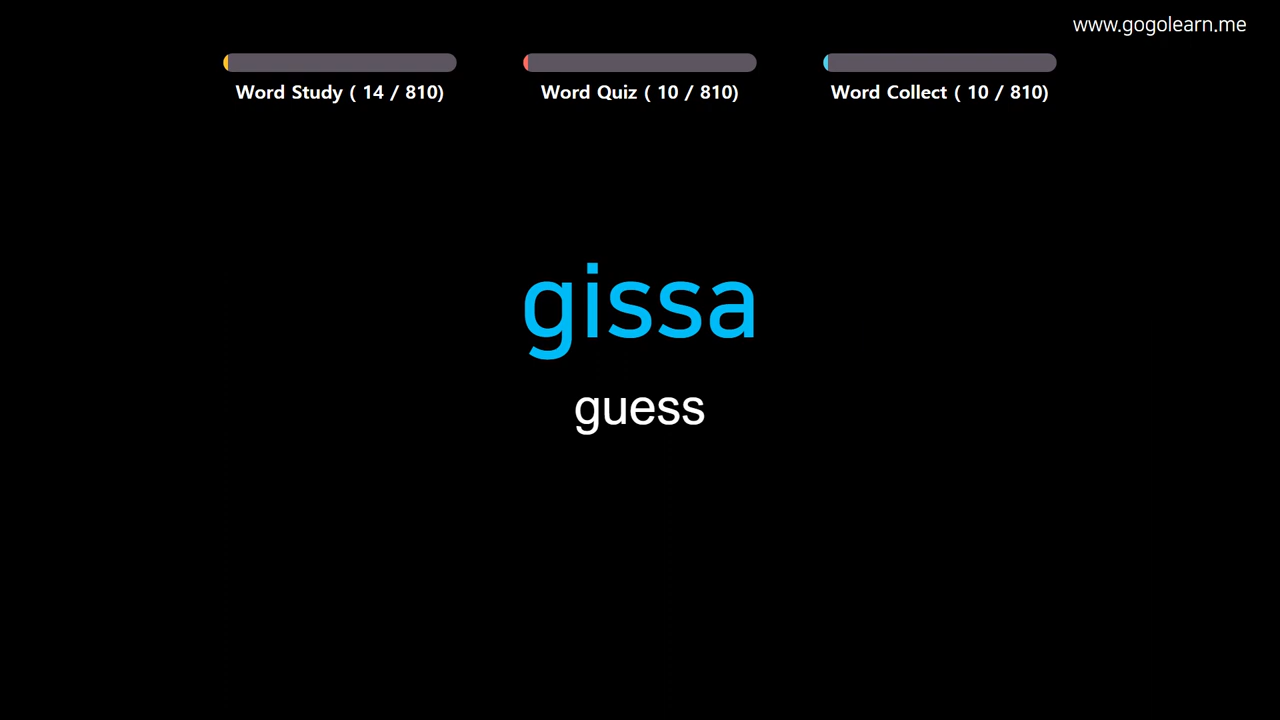 www.gogolearn.me
Word Study ( 14 / 810)
Word Quiz ( 10 / 810)
Word Collect ( 10 / 810)
gissa
guess